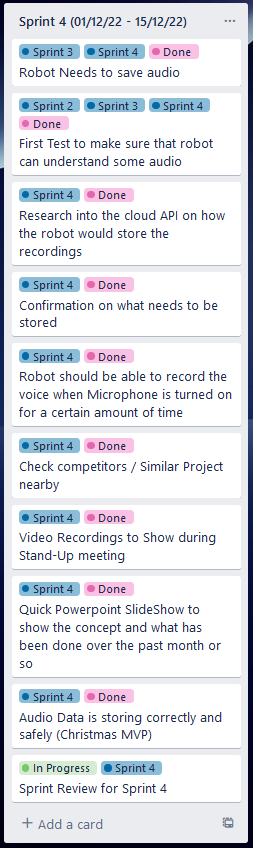 Sprint 4 (01/12/22 - 15/12/22) ...
Sprint 3 Sprint 4 Done
Robot Needs to save audio
Sprint 2 Sprint 3 Sprint 4
Done
First Test to make sure that robot
can understand some audio
Sprint 4 Done
Research into the cloud API on how
the robot would store the
recordings
Sprint 4 Done
Confirmation on what needs to be
stored
Sprint 4 Done
Robot should be able to record the
voice when Microphone is turned on
for a certain amount of time
Sprint 4 Done
Check competitors / Similar Project
nearby
Sprint 4 Done
Video Recordings to Show during
Stand-Up meeting
Sprint 4 Done
Quick Powerpoint SlideShow to
show the concept and what has
been done over the past month or
so
Sprint 4 Done
Audio Data is storing correctly and
safely (Christmas MVP)
In Progress Sprint 4
Sprint Review for Sprint 4
+ Add a card